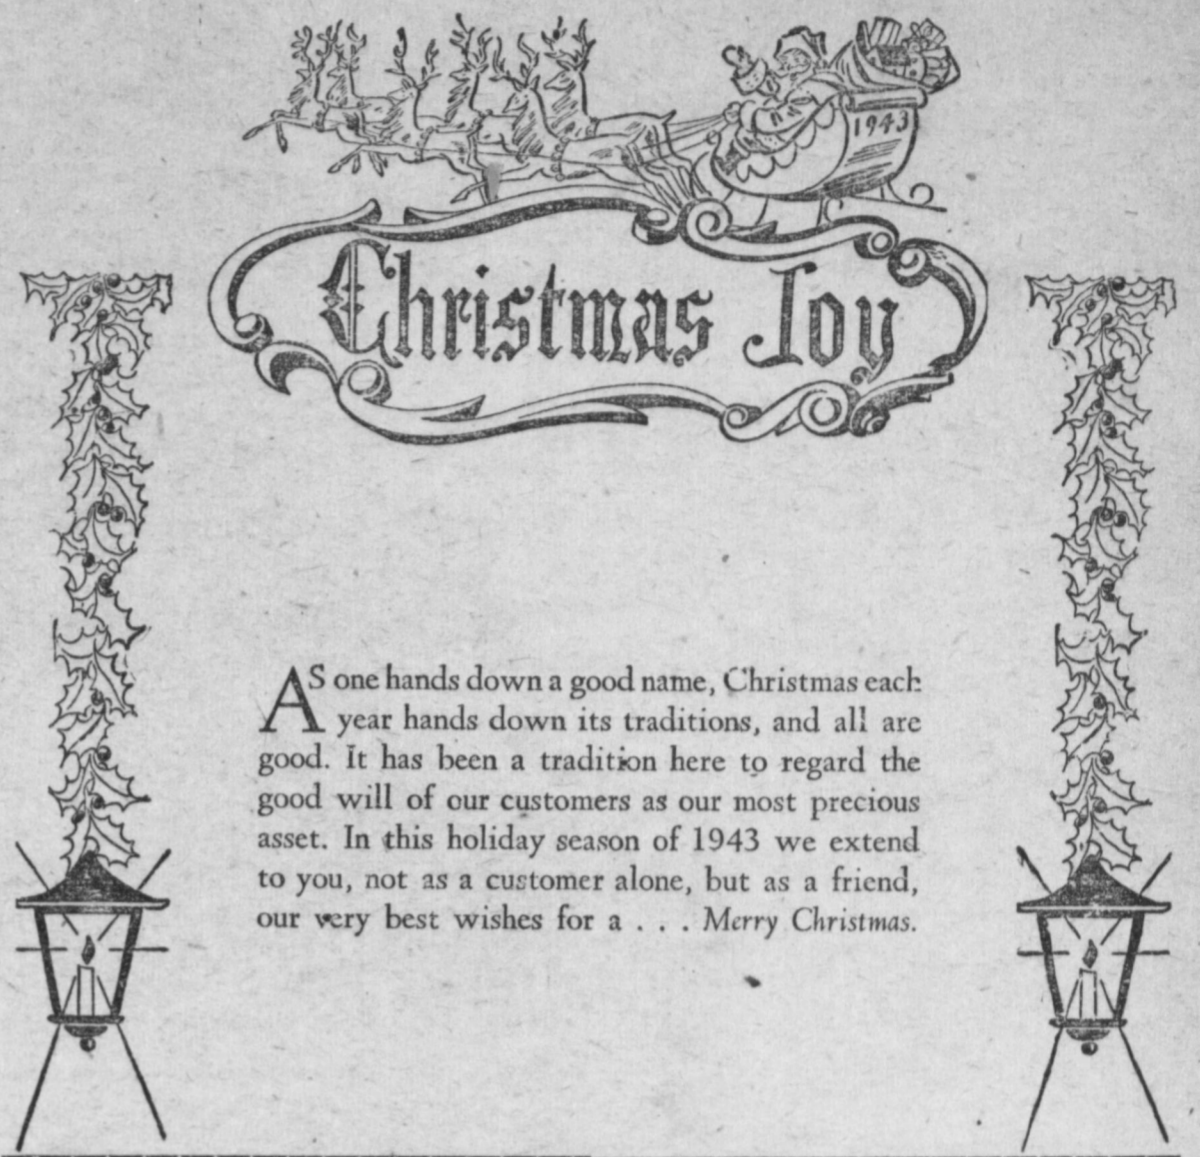 1943
Christmas Joy
AS one hands down a good name, Christmas each
year hands down its traditions, and all are
good. It has been a tradition here to regard the
good will of our customers as our most precious
asset. In this holiday season of 1943 we extend
to you, not as a customer alone, but as a friend,
our very best wishes for a . . . Merry Christmas.